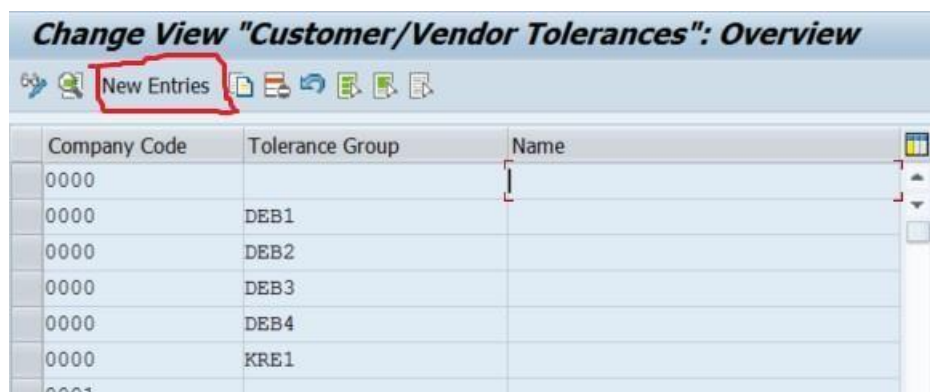 Change View "Customer/Vendor Tolerances": Overview
New Entries
Company Code Tolerance Group Name
0000
0000 DEB1
0000 DEB2
0000 DEB3
0000 DEB4
0000 KRE1